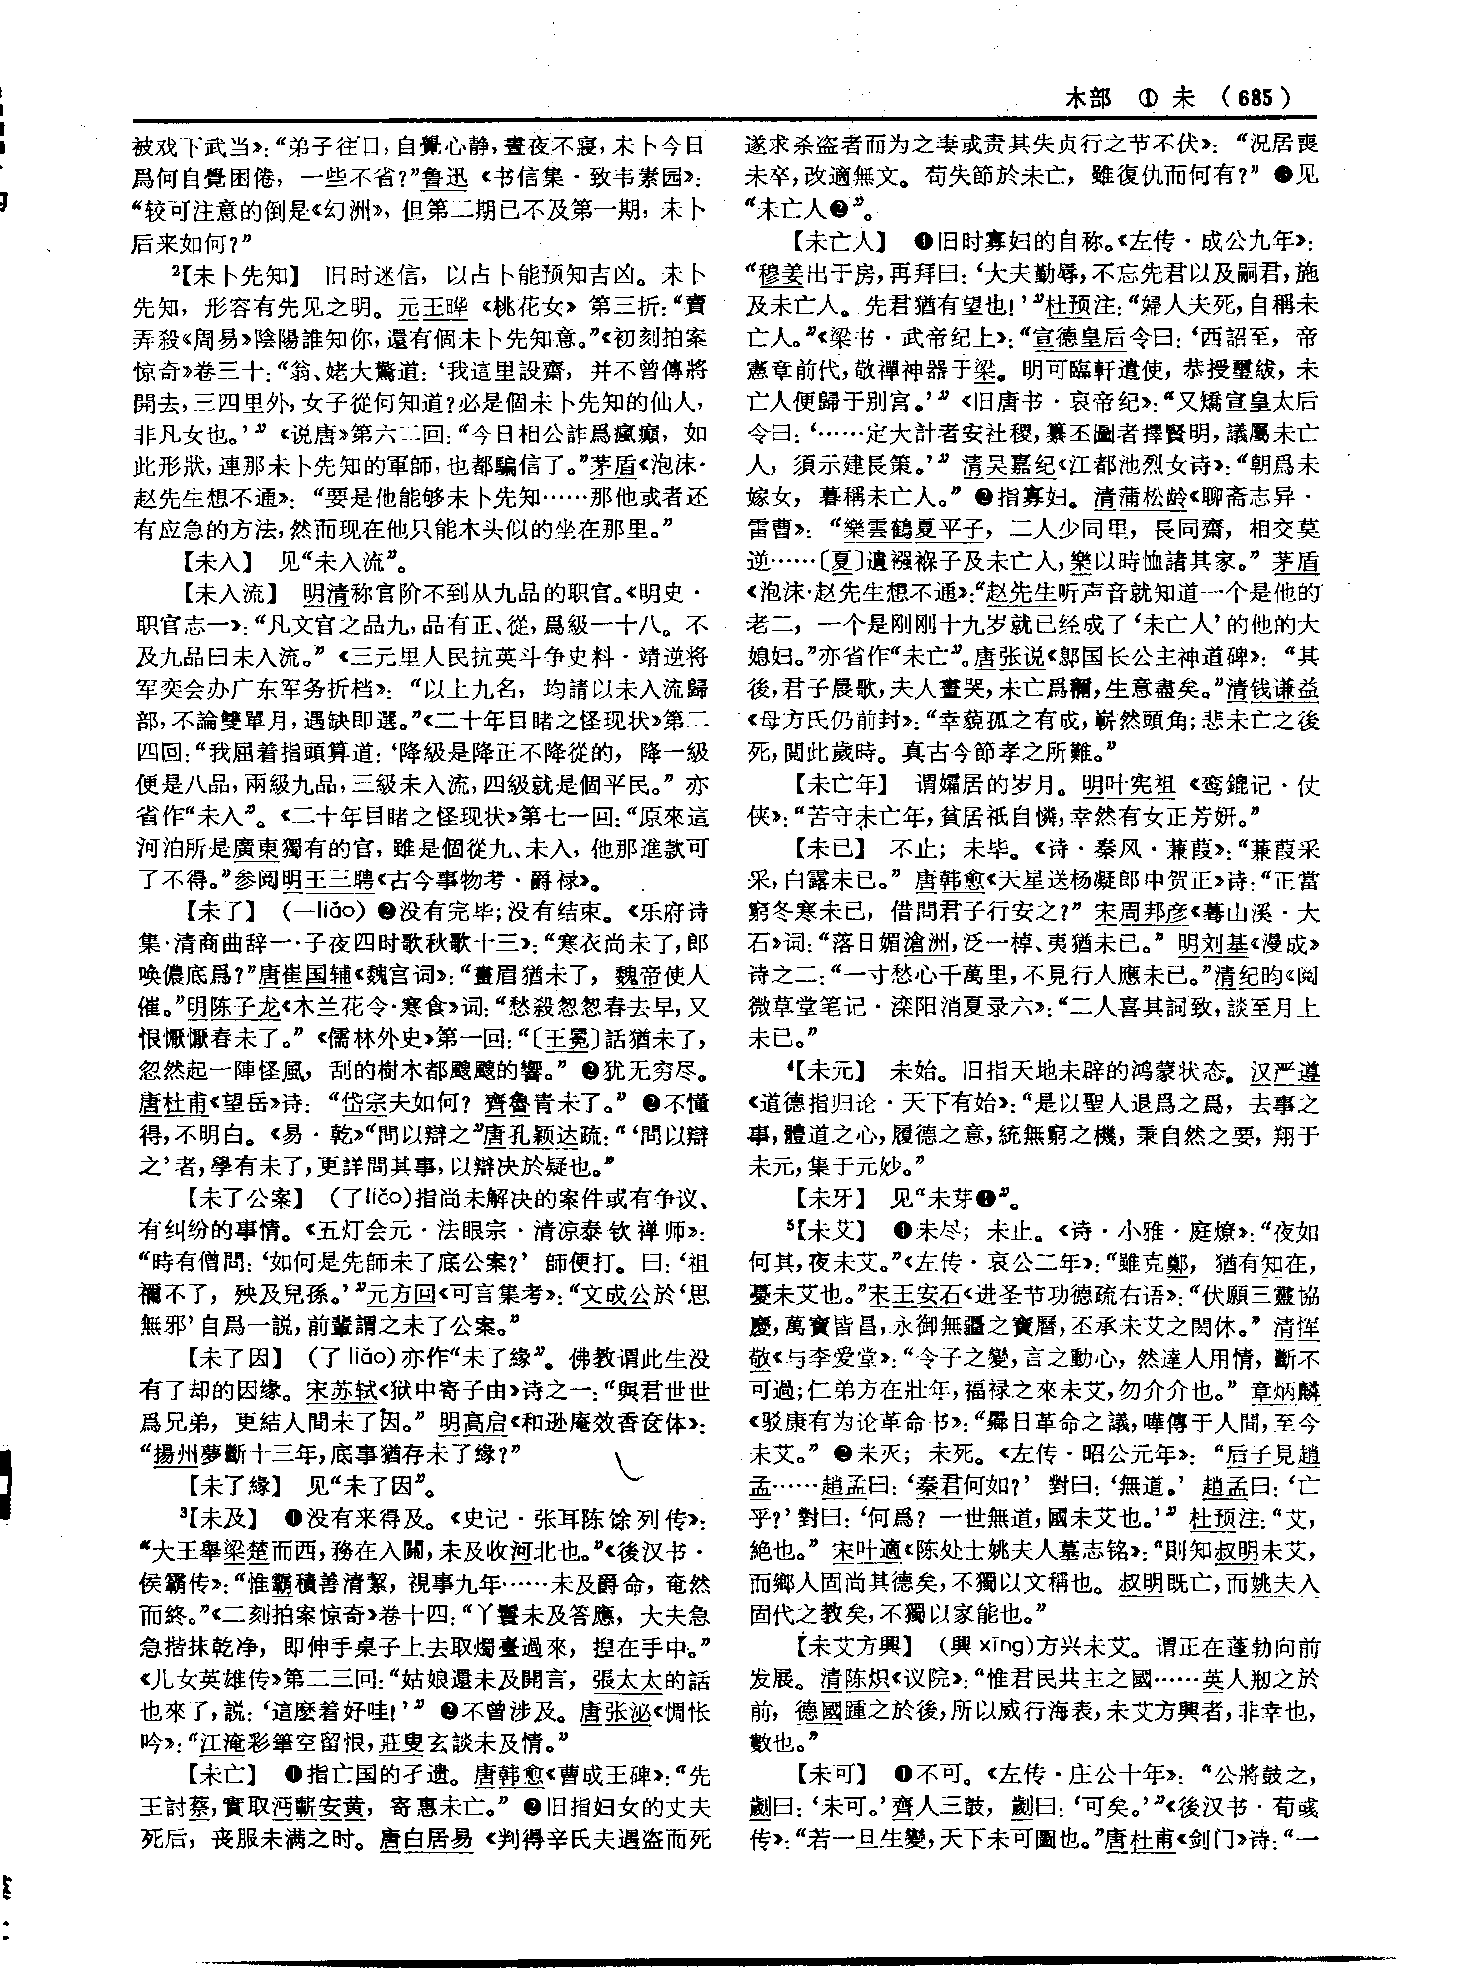 木部 ① 未 （685）
被戏下武当》：“弟子往日，自覺心静，晝夜不寢，未卜今日
爲何自覺困倦，一些不省？”鲁迅《书信集·致韦素园》：
“较可注意的倒是《幻洲》，但第二期已不及第一期，未卜
后来如何？”
2【未卜先知】 旧时迷信，以占卜能预知吉凶。未卜
先知，形容有先见之明。元王晔《桃花女》第三折：“賣
弄殺《周易》陰陽誰知你，還有個未卜先知意。”《初刻拍案
惊奇》卷三十：“翁、姥大驚道：‘我這里設齋，并不曾傳將
開去，三四里外，女子從何知道？必是個未卜先知的仙人，
非凡女也。’”《说唐》第六二回：“今日相公詐爲瘋癲，如
此形狀，連那未卜先知的軍師，也都騙信了。”茅盾《泡沫·
赵先生想不通》：“要是他能够未卜先知……那他或者还
有应急的方法，然而现在他只能木头似的坐在那里。”
【未入】 见“未入流”。
【未入流】 明清称官阶不到从九品的职官。《明史·
职官志一》：“凡文官之品九，品有正、從，爲級一十八。不
及九品曰未入流。”《三元里人民抗英斗争史料·靖逆将
军奕会办广东军务折档》：“以上九名，均請以未入流歸
部，不論雙單月，遇缺即選。”《二十年目睹之怪现状》第二
四回：“我屈着指頭算道：‘降級是降正不降從的，降一級
便是八品，兩級九品，三級未入流，四級就是個平民。”亦
省作“未入”。《二十年目睹之怪现状》第七一回：“原來這
河泊所是廣東獨有的官，雖是個從九、未入，他那進款可
了不得。”参阅明王三聘《古今事物考·爵禄》。
【未了】 （—liǎo）❶没有完毕；没有结束。《乐府诗
集·清商曲辞一·子夜四时歌秋歌十三》：“寒衣尚未了，郎
唤儂底爲？”唐崔国辅《魏宫词》：“畫眉猶未了，魏帝使人
催。”明陈子龙《木兰花令·寒食》词：“愁殺怱怱春去早，又
恨懨懨春未了。”《儒林外史》第一回：“〔王冕〕話猶未了，
忽然起一陣怪風，刮的樹木都颼颼的響。”❷犹无穷尽。
唐杜甫《望岳》诗：“岱宗夫如何？齊魯青未了。”❸不懂
得，不明白。《易·乾》“問以辯之”唐孔颖达疏：“‘問以辯
之’者，學有未了，更詳問其事，以辯决於疑也。”
【未了公案】 （了liǎo）指尚未解决的案件或有争议、
有纠纷的事情。《五灯会元·法眼宗·清凉泰钦禅师》：
“時有僧問：‘如何是先師未了底公案？’師便打。曰：‘祖
禰不了，殃及兒孫。’”元方回《可言集考》：“文成公於‘思
無邪’自爲一説，前輩謂之未了公案。”
【未了因】 （了 liǎo）亦作“未了緣”。佛教谓此生没
有了却的因缘。宋苏轼《狱中寄子由》诗之一：“與君世世
爲兄弟，更結人間未了因。”明高启《和逊庵效香奁体》：
“揚州夢斷十三年，底事猶存未了緣？”
【未了緣】 见“未了因”。
3【未及】 ❶没有来得及。《史记·张耳陈馀列传》：
“大王舉梁楚而西，務在入關，未及收河北也。”《後汉书·
侯霸传》：“惟霸積善清絜，視事九年……未及爵命，奄然
而終。”《二刻拍案惊奇》卷十四：“丫鬟未及答應，大夫急
急揩抹乾净，即伸手桌子上去取燭臺過來，揑在手中。”
《儿女英雄传》第二三回：“姑娘還未及開言，張太太的話
也來了，説：‘這麽着好哇！’”❷不曾涉及。唐张泌《惆怅
吟》：“江淹彩筆空留恨，莊叟玄談未及情。”
【未亡】 ❶指亡国的孑遗。唐韩愈《曹成王碑》：“先
王討蔡，實取沔蘄安黄，寄惠未亡。”❷旧指妇女的丈夫
死后，丧服未满之时。唐白居易《判得辛氏夫遇盗而死
遂求杀盗者而为之妻或责其失贞行之节不伏》：“况居喪
未卒，改適無文。苟失節於未亡，雖復仇而何有？”❸见
“未亡人❷”。
【未亡人】 ❶旧时寡妇的自称。《左传·成公九年》：
“穆姜出于房，再拜曰：‘大夫勤辱，不忘先君以及嗣君，施
及未亡人。先君猶有望也！’”杜预注：“婦人夫死，自稱未
亡人。”《梁书·武帝纪上》：“宣德皇后令曰：‘西詔至，帝
憲章前代，敬禪神器于梁。明可臨軒遣使，恭授璽紱，未
亡人便歸于别宮。’”《旧唐书·哀帝纪》：“又矯宣皇太后
令曰：‘……定大計者安社稷，纂丕圖者擇賢明，議屬未亡
人，須示建長策。’”清吴嘉纪《江都池烈女诗》：“朝爲未
嫁女，暮稱未亡人。”❷指寡妇。清蒲松龄《聊斋志异·
雷曹》：“樂雲鶴夏平子，二人少同里，長同齋，相交莫
逆……〔夏〕遺襁褓子及未亡人，樂以時恤諸其家。”茅盾
《泡沫·赵先生想不通》：“赵先生听声音就知道一个是他的
老二，一个是刚刚十九岁就已经成了‘未亡人’的他的大
媳妇。”亦省作“未亡”。唐张说《鄎国长公主神道碑》：“其
後，君子晨歌，夫人晝哭，未亡爲稱，生意盡矣。”清钱谦益
《母方氏仍前封》：“幸藐孤之有成，嶄然頭角；悲未亡之後
死，閲此歲時。真古今節孝之所難。”
【未亡年】 谓孀居的岁月。明叶宪祖《鸾鎞记·仗
侠》：“苦守未亡年，貧居祇自憐，幸然有女正芳妍。”
【未已】 不止；未毕。《诗·秦风·蒹葭》：“蒹葭采
采，白露未已。”唐韩愈《天星送杨凝郎中贺正》诗：“正當
窮冬寒未已，借問君子行安之？”宋周邦彦《蓦山溪·大
石》词：“落日媚滄洲，泛一棹、夷猶未已。”明刘基《漫成》
诗之二：“一寸愁心千萬里，不見行人應未已。”清纪昀《阅
微草堂笔记·滦阳消夏录六》：“二人喜其詞致，談至月上
未已。”
4【未元】 未始。旧指天地未辟的鸿蒙状态。汉严遵
《道德指归论·天下有始》：“是以聖人退爲之爲，去事之
事，體道之心，履德之意，統無窮之機，秉自然之要，翔于
未元，集于元妙。”
【未牙】 见“未芽❶”。
5【未艾】 ❶未尽；未止。《诗·小雅·庭燎》：“夜如
何其，夜未艾。”《左传·哀公二年》：“雖克鄭，猶有知在，
憂未艾也。”宋王安石《进圣节功德疏右语》：“伏願三靈協
慶，萬寶皆昌，永御無疆之寶曆，丕承未艾之閎休。”清恽
敬《与李爱堂》：“令子之變，言之動心，然達人用情，斷不
可過；仁弟方在壯年，福禄之來未艾，勿介介也。”章炳麟
《驳康有为论革命书》：“曩日革命之議，嘩傳于人間，至今
未艾。”❷未灭；未死。《左传·昭公元年》：“后子見趙
孟……趙孟曰：‘秦君何如？’對曰：‘無道。’趙孟曰：‘亡
乎？’對曰：‘何爲？一世無道，國未艾也。’”杜预注：“艾，
絶也。”宋叶適《陈处士姚夫人墓志铭》：“則知叔明未艾，
而鄉人固尚其德矣，不獨以文稱也。叔明既亡，而姚夫人
固代之教矣，不獨以家能也。”
【未艾方興】 （興 xīng）方兴未艾。谓正在蓬勃向前
发展。清陈炽《议院》：“惟君民共主之國……英人剏之於
前，德國踵之於後，所以威行海表，未艾方興者，非幸也，
數也。”
【未可】 ❶不可。《左传·庄公十年》：“公將鼓之，
劌曰：‘未可。’齊人三鼓，劌曰：‘可矣。’”《後汉书·荀彧
传》：“若一旦生變，天下未可圖也。”唐杜甫《剑门》诗：“一